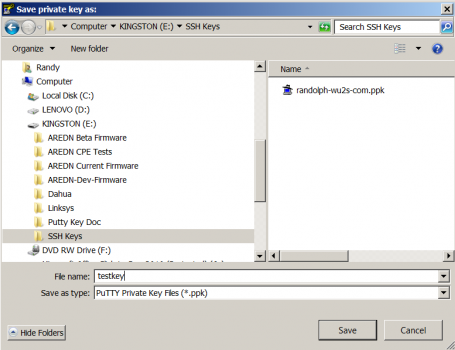 Save private key as:
Computer KINGSTON (E:) SSH Keys
Search SSH Keys
Organize New folder
Randy
Computer
Local Disk (C:)
LENOVO (D:)
KINGSTON (E:)
AREDN Beta Firmware
AREDN CPE Tests
AREDN Current Firmware
AREDN-Dev-Firmware
Dahua
Linksys
Putty Key Doc
SSH Keys
DVD RW Drive (F:)
Name
randolph-wu2s-com.ppk
File name: testkey
Save as type: PuTTY Private Key Files (*.ppk)
Hide Folders
Save
Cancel